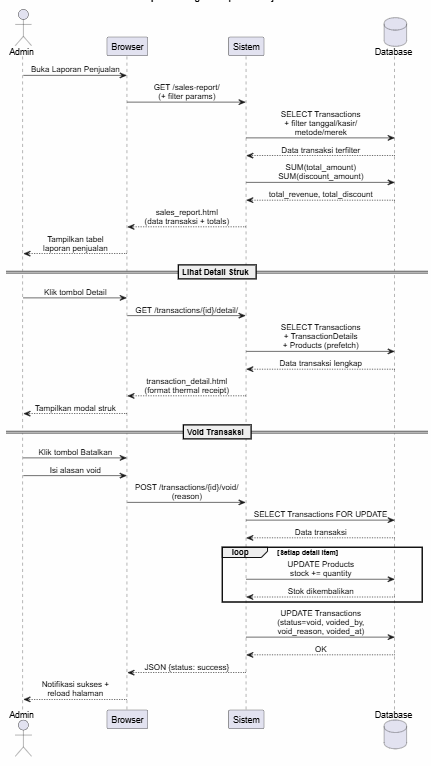 Admin
Browser
Sistem
Database
Buka Laporan Penjualan
GET /sales-report/
(+ filter params)
SELECT Transactions
+ filter tanggal/kasir/
metode/merek
Data transaksi terfilter
SUM(total_amount)
SUM(discount_amount)
total_revenue, total_discount
sales_report.html
(data transaksi + totals)
Tampilkan tabel
laporan penjualan
Lihat Detail Struk
Klik tombol Detail
GET /transactions/{id}/detail/
SELECT Transactions
+ TransactionDetails
+ Products (prefetch)
Data transaksi lengkap
transaction_detail.html
(format thermal receipt)
Tampilkan modal struk
Void Transaksi
Klik tombol Batalkan
Isi alasan void
POST /transactions/{id}/void/
(reason)
SELECT Transactions FOR UPDATE
Data transaksi
loop
[Setiap detail item]
UPDATE Products
stock += quantity
Stok dikembalikan
UPDATE Transactions
(status=void, voided_by,
void_reason, voided_at)
OK
JSON {status: success}
Notifikasi sukses +
reload halaman
Admin
Browser
Sistem
Database